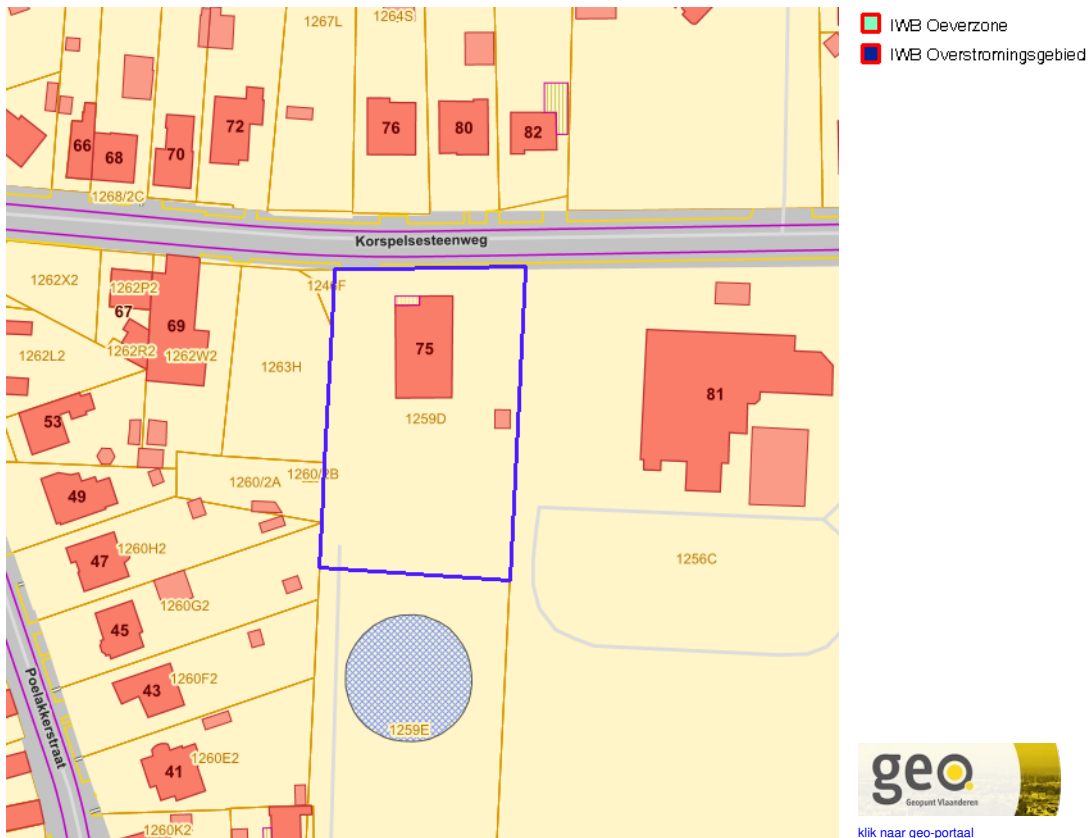 1267L
1264S
IWB Oeverzone
IWB Overstromingsgebied
66
68
70
72
76
80
82
1268/2C
Korspelsesteenweg
1262X2
1262P2
67
69
1246F
1262R2
1262W2
1262L2
1263H
75
81
53
1259D
1260/2A
1260/2B
49
47
1260H2
1256C
1260G2
45
43
1260F2
Poelakkerstraat
1259E
41
1260E2
1260K2
geo.
Geopunt Vlaanderen
klik naar geo-portaal